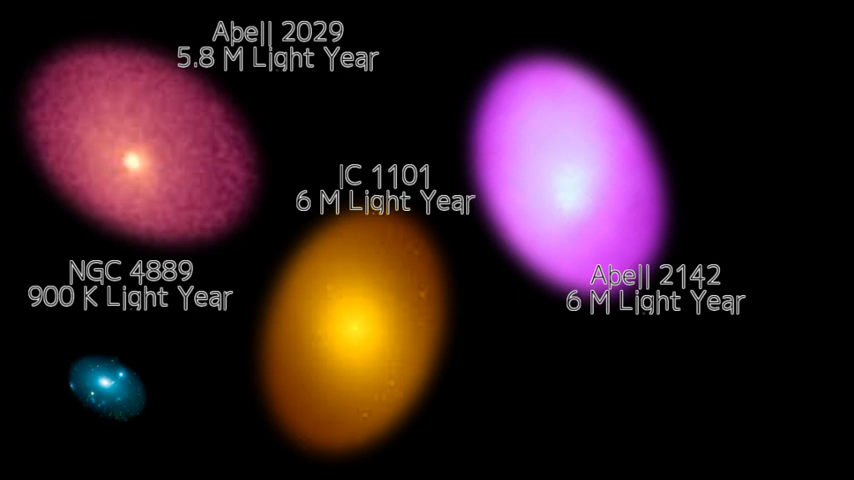 Abell 2029
5.8 M Light Year
IC 1101
6 M Light Year
NGC 4889
900 K Light Year
Abell 2142
6 M Light Year